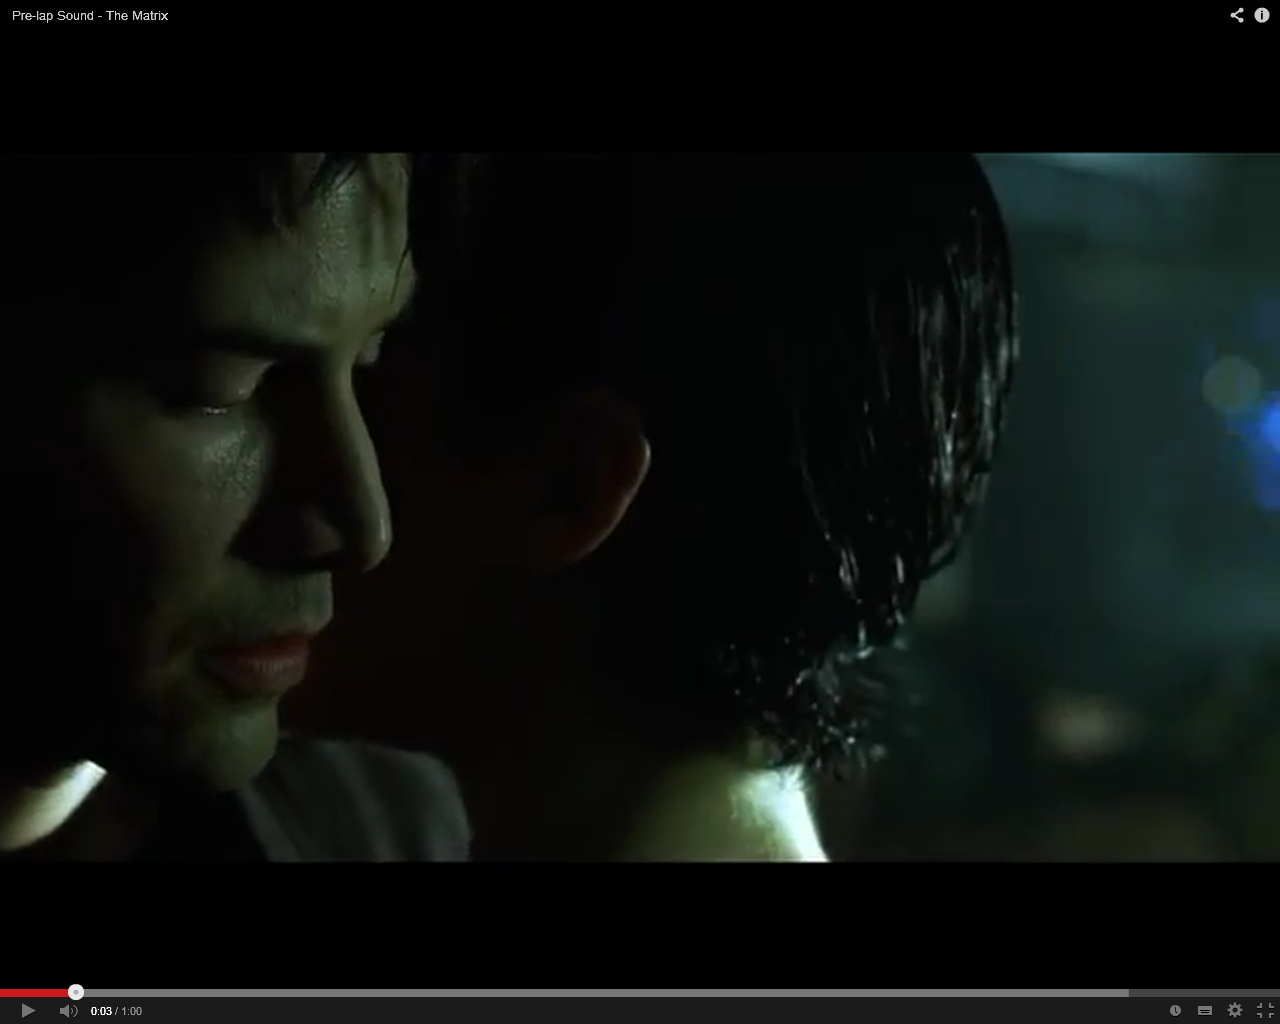 Pre-lap Sound - The Matrix
0:03 / 1:00